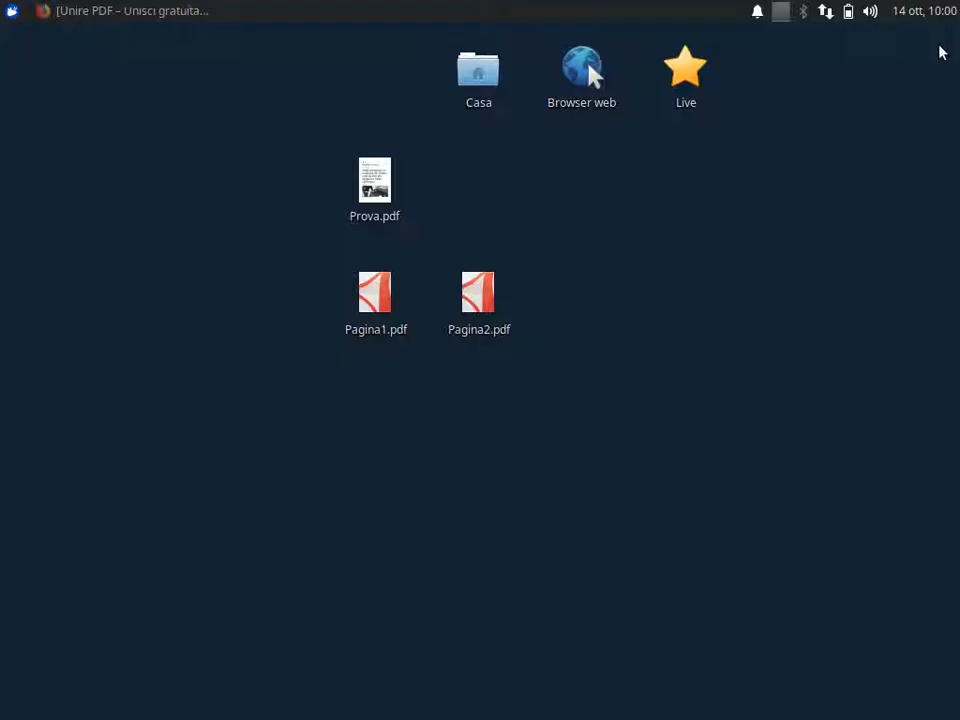 [Unire PDF – Unisci gratuita...
14 ott, 10:00
Casa
Browser web
Live
Prova.pdf
Pagina1.pdf
Pagina2.pdf